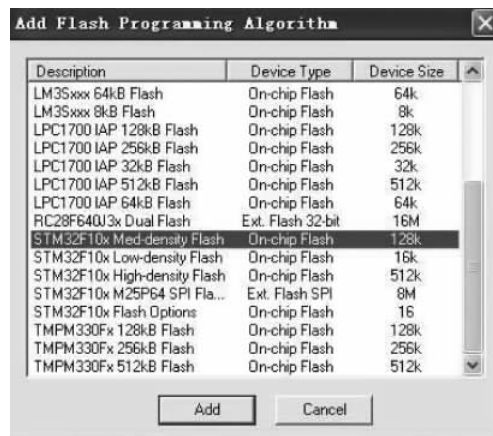 Add Flash Programming Algorithm
Description Device Type Device Size
LM3Sxxx 64kB Flash On-chip Flash 64k
LM3Sxxx 8kB Flash On-chip Flash 8k
LPC1700 IAP 128kB Flash On-chip Flash 128k
LPC1700 IAP 256kB Flash On-chip Flash 256k
LPC1700 IAP 32kB Flash On-chip Flash 32k
LPC1700 IAP 512kB Flash On-chip Flash 512k
LPC1700 IAP 64kB Flash On-chip Flash 64k
RC28F640J3x Dual Flash Ext. Flash 32-bit 16M
STM32F10x Med-density Flash On-chip Flash 128k
STM32F10x Low-density Flash On-chip Flash 16k
STM32F10x High-density Flash On-chip Flash 512k
STM32F10x M25P64 SPI Fla... Ext. Flash SPI 8M
STM32F10x Flash Options On-chip Flash 16
TMPM330Fx 128kB Flash On-chip Flash 128k
TMPM330Fx 256kB Flash On-chip Flash 256k
TMPM330Fx 512kB Flash On-chip Flash 512k
Add Cancel